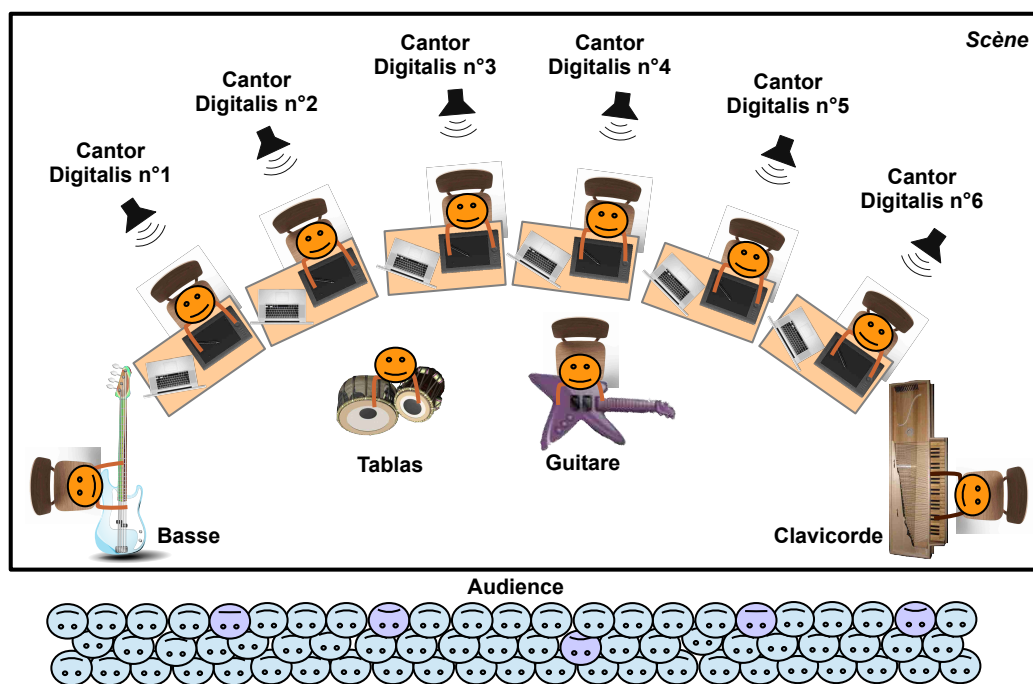 Scène
Cantor
Digitalis n°1
Cantor
Digitalis n°2
Cantor
Digitalis n°3
Cantor
Digitalis n°4
Cantor
Digitalis n°5
Cantor
Digitalis n°6
Tablas
Guitare
Basse
Clavicorde
Audience